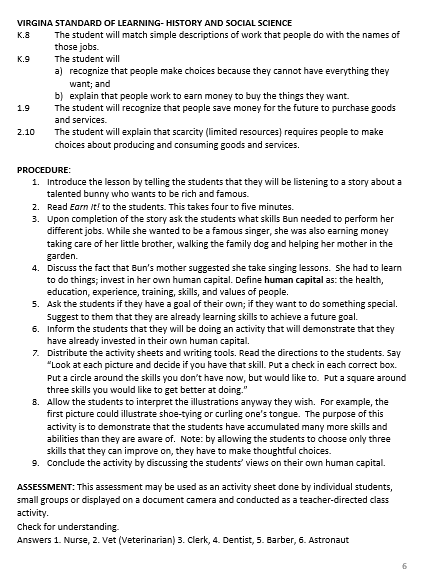 VIRGINA STANDARD OF LEARNING- HISTORY AND SOCIAL SCIENCE
K.8 The student will match simple descriptions of work that people do with the names of
those jobs.
K.9 The student will
a) recognize that people make choices because they cannot have everything they
want; and
b) explain that people work to earn money to buy the things they want.
1.9 The student will recognize that people save money for the future to purchase goods
and services.
2.10 The student will explain that scarcity (limited resources) requires people to make
choices about producing and consuming goods and services.
PROCEDURE:
1. Introduce the lesson by telling the students that they will be listening to a story about a
talented bunny who wants to be rich and famous.
2. Read Earn It! to the students. This takes four to five minutes.
3. Upon completion of the story ask the students what skills Bun needed to perform her
different jobs. While she wanted to be a famous singer, she was also earning money
taking care of her little brother, walking the family dog and helping her mother in the
garden.
4. Discuss the fact that Bun's mother suggested she take singing lessons. She had to learn
to do things; invest in her own human capital. Define human capital as: the health,
education, experience, training, skills, and values of people.
5. Ask the students if they have a goal of their own; if they want to do something special.
Suggest to them that they are already learning skills to achieve a future goal.
6. Inform the students that they will be doing an activity that will demonstrate that they
have already invested in their own human capital.
7. Distribute the activity sheets and writing tools. Read the directions to the students. Say
"Look at each picture and decide if you have that skill. Put a check in each correct box.
Put a circle around the skills you don't have now, but would like to. Put a square around
three skills you would like to get better at doing."
8. Allow the students to interpret the illustrations anyway they wish. For example, the
first picture could illustrate shoe-tying or curling one's tongue. The purpose of this
activity is to demonstrate that the students have accumulated many more skills and
abilities than they are aware of. Note: by allowing the students to choose only three
skills that they can improve on, they have to make thoughtful choices.
9. Conclude the activity by discussing the students' views on their own human capital.
ASSESSMENT: This assessment may be used as an activity sheet done by individual students,
small groups or displayed on a document camera and conducted as a teacher-directed class
activity.
Check for understanding.
Answers 1. Nurse, 2. Vet (Veterinarian) 3. Clerk, 4. Dentist, 5. Barber, 6. Astronaut
6